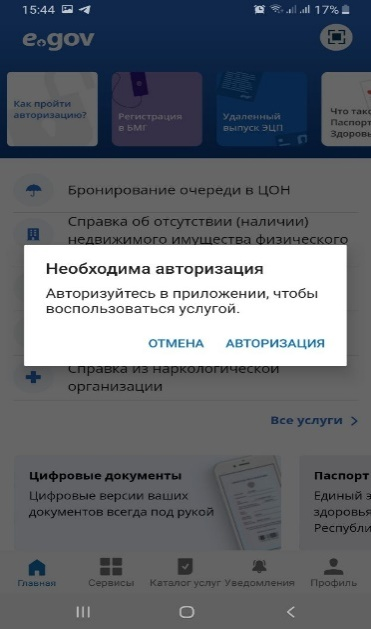 15:44
17%
egov
Как пройти
авторизацию?
Регистрация
в БМГ
Удаленный
выпуск ЭЦП
Что так
Паспорт
Здоровь
Бронирование очереди в ЦОН
Справка об отсутствии (наличии)
недвижимого имущества физического
Необходима авторизация
Авторизуйтесь в приложении, чтобы
воспользоваться услугой.
ОТМЕНА АВТОРИЗАЦИЯ
Справка из наркологической
организации
Все услуги
Цифровые документы
Цифровые версии ваших
документов всегда под рукой
Паспорт
Единый э
здоровья
Республи
Главная Сервисы Каталог услуг Уведомления Профиль